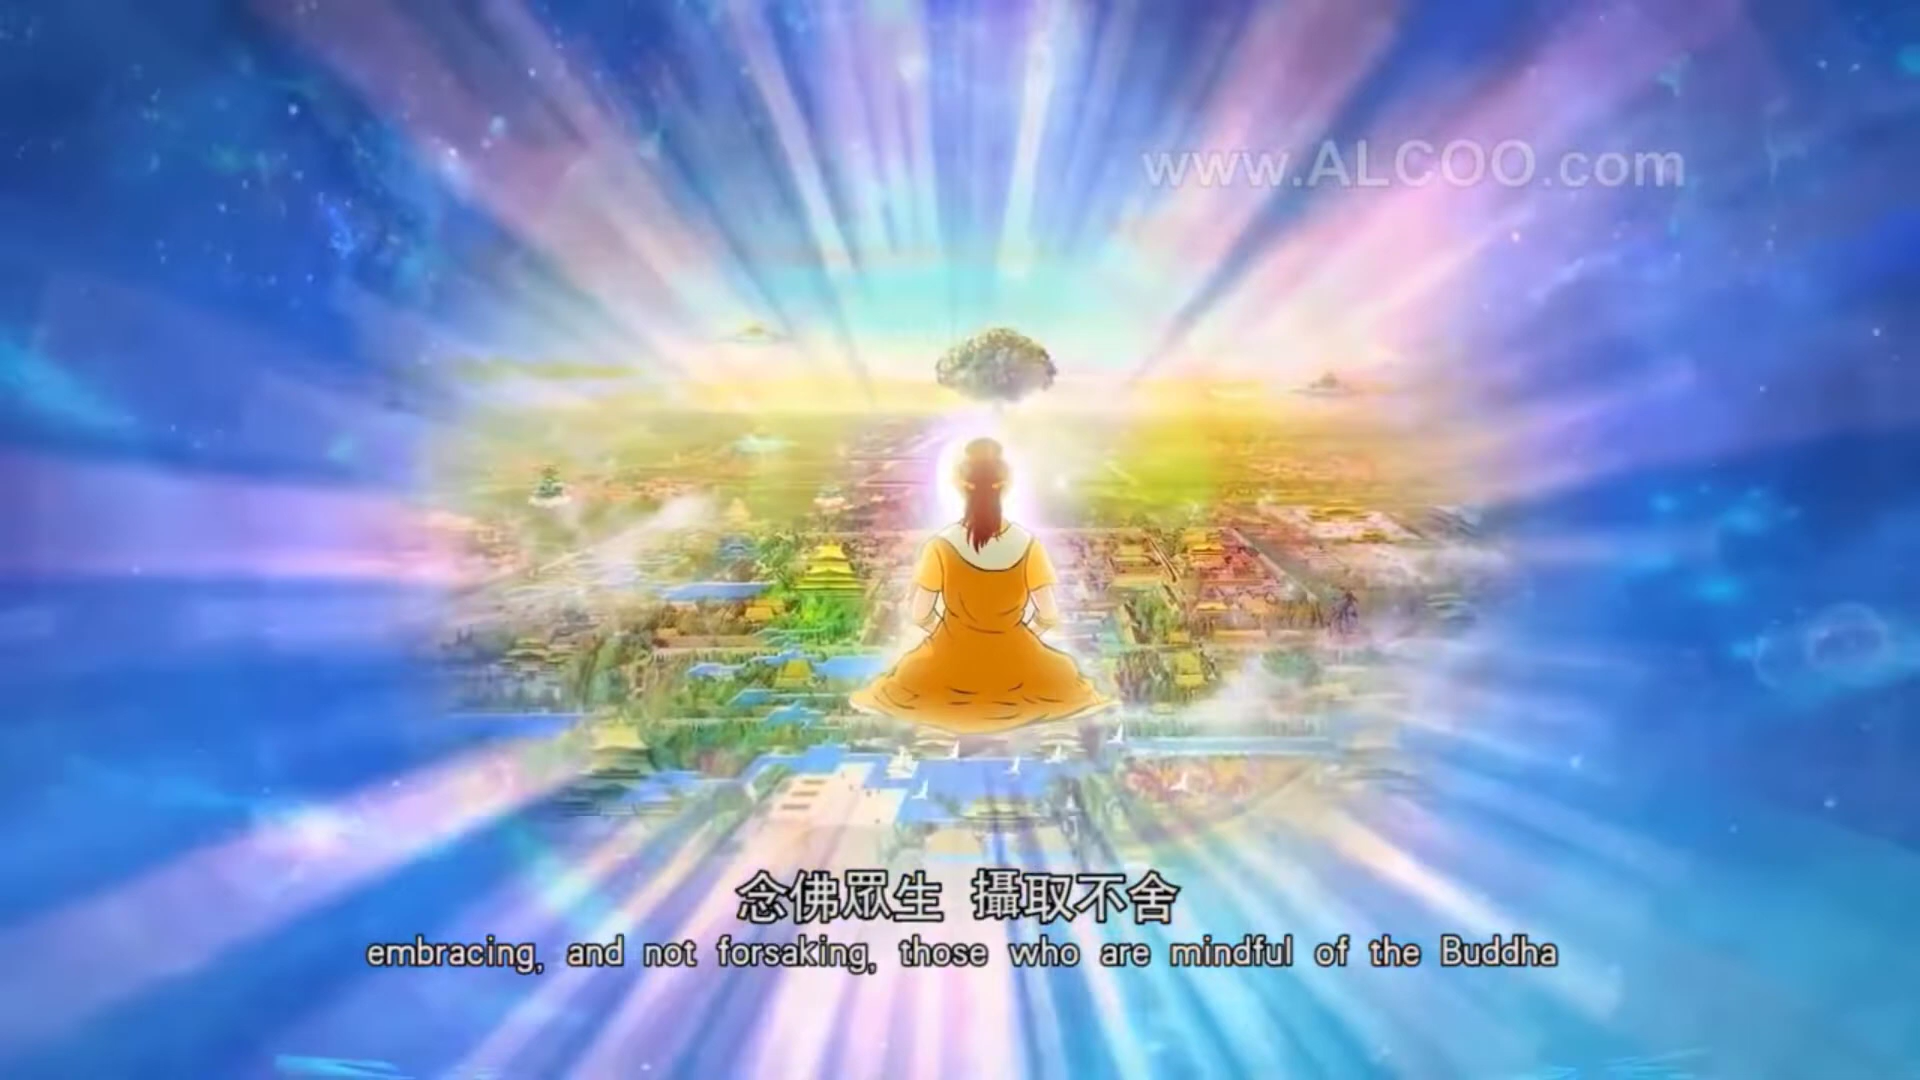 www.ALCOO.com
念佛眾生 攝取不舍
embracing, and not forsaking, those who are mindful of the Buddha